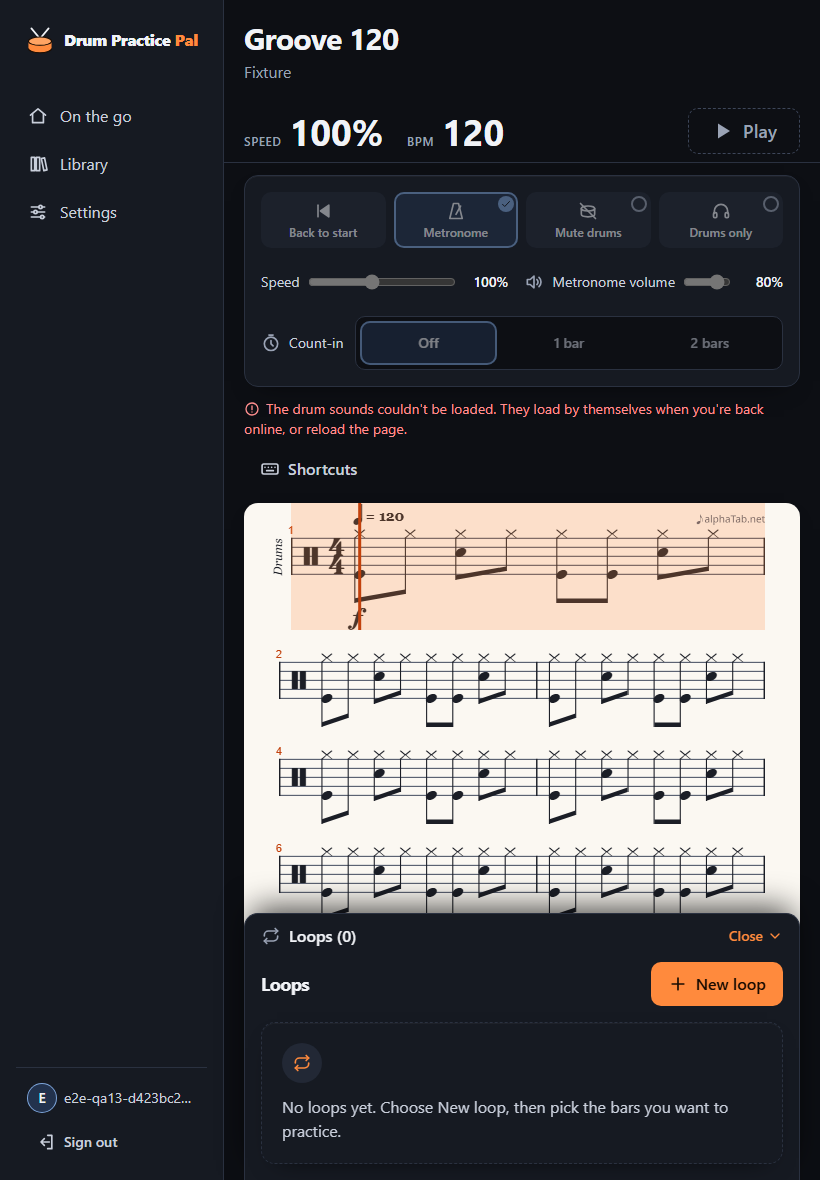 Drum Practice Pal
On the go
Library
Settings
e2e-qa13-d423bc2...
E
Sign out
Groove 120
Fixture
SPEED 100% BPM 120
Play
Back to start
Metronome
Mute drums
Drums only
Speed 100% Metronome volume 80%
Count-in Off 1 bar 2 bars
The drum sounds couldn't be loaded. They load by themselves when you're back
online, or reload the page.
Shortcuts
= 120
♪alphaTab.net
1
Drums
4
4
f
2
4
6
Loops (0)
Close
Loops
New loop
No loops yet. Choose New loop, then pick the bars you want to
practice.